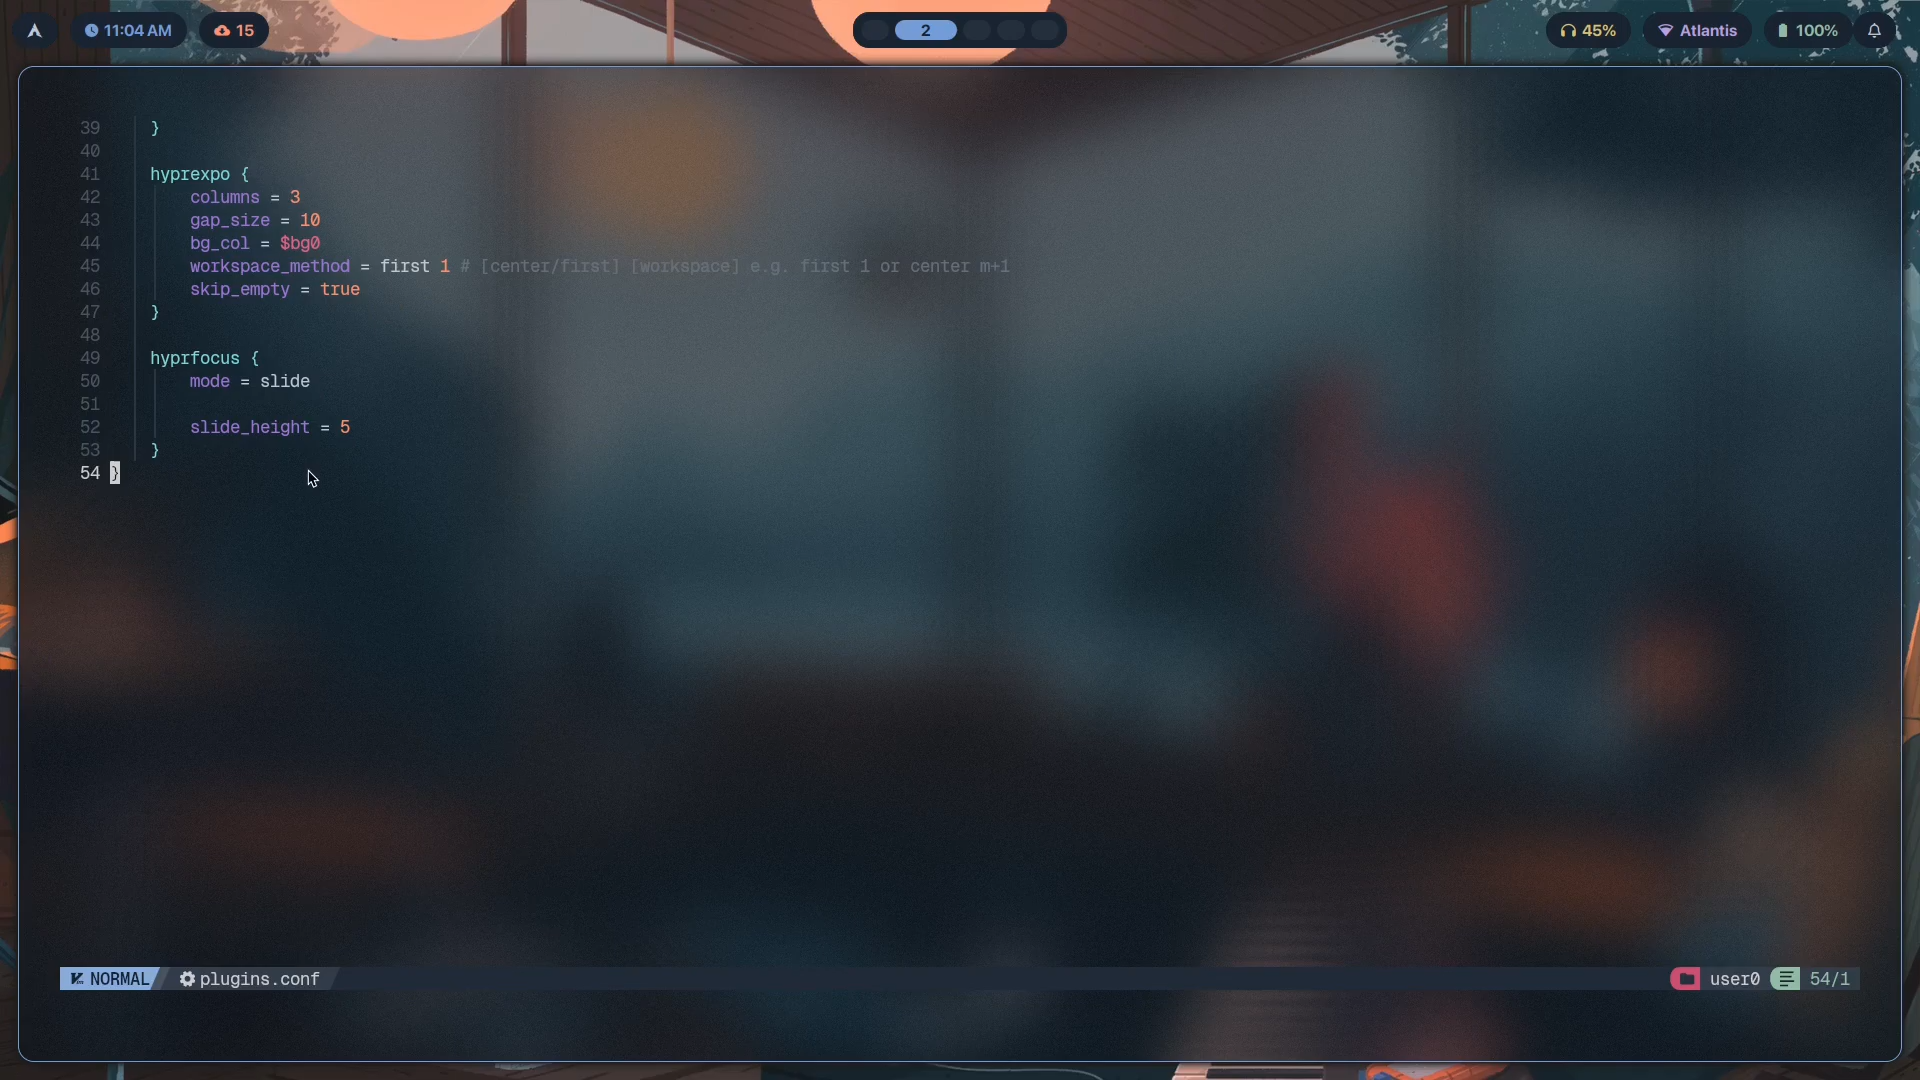 11:04 AM 15 2 45% Atlantis 100%
39 }
40
41 hyprexpo {
42 columns = 3
43 gap_size = 10
44 bg_col = $bg0
45 workspace_method = first 1 # [center/first] [workspace] e.g. first 1 or center m+1
46 skip_empty = true
47 }
48
49 hyprfocus {
50 mode = slide
51
52 slide_height = 5
53 }
54 }
NORMAL plugins.conf user0 54/1